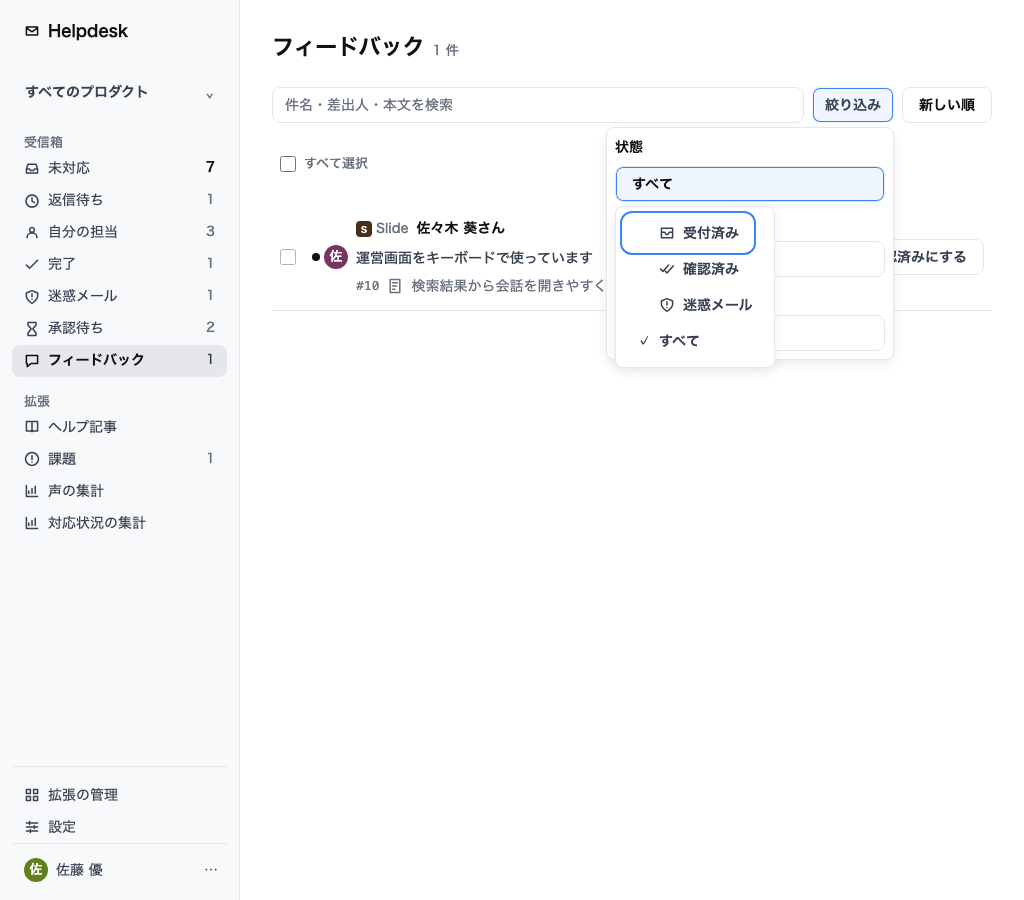 Helpdesk
すべてのプロダクト
受信箱
未対応 7
返信待ち 5
自分の担当 3
完了 1
迷惑メール 1
承認待ち 2
フィードバック 1
拡張
ヘルプ記事
課題 1
声の集計
対応状況の集計
拡張の管理
設定
佐 佐藤 優 …
フィードバック 1 件
件名・差出人・本文を検索 絞り込み 新しい順
すべて選択
S Slide 佐々木 葵さん
佐 運営画面をキーボードで使っています
#10 検索結果から会話を開きやすく
済みにする
状態
すべて
受付済み
確認済み
迷惑メール
✓ すべて